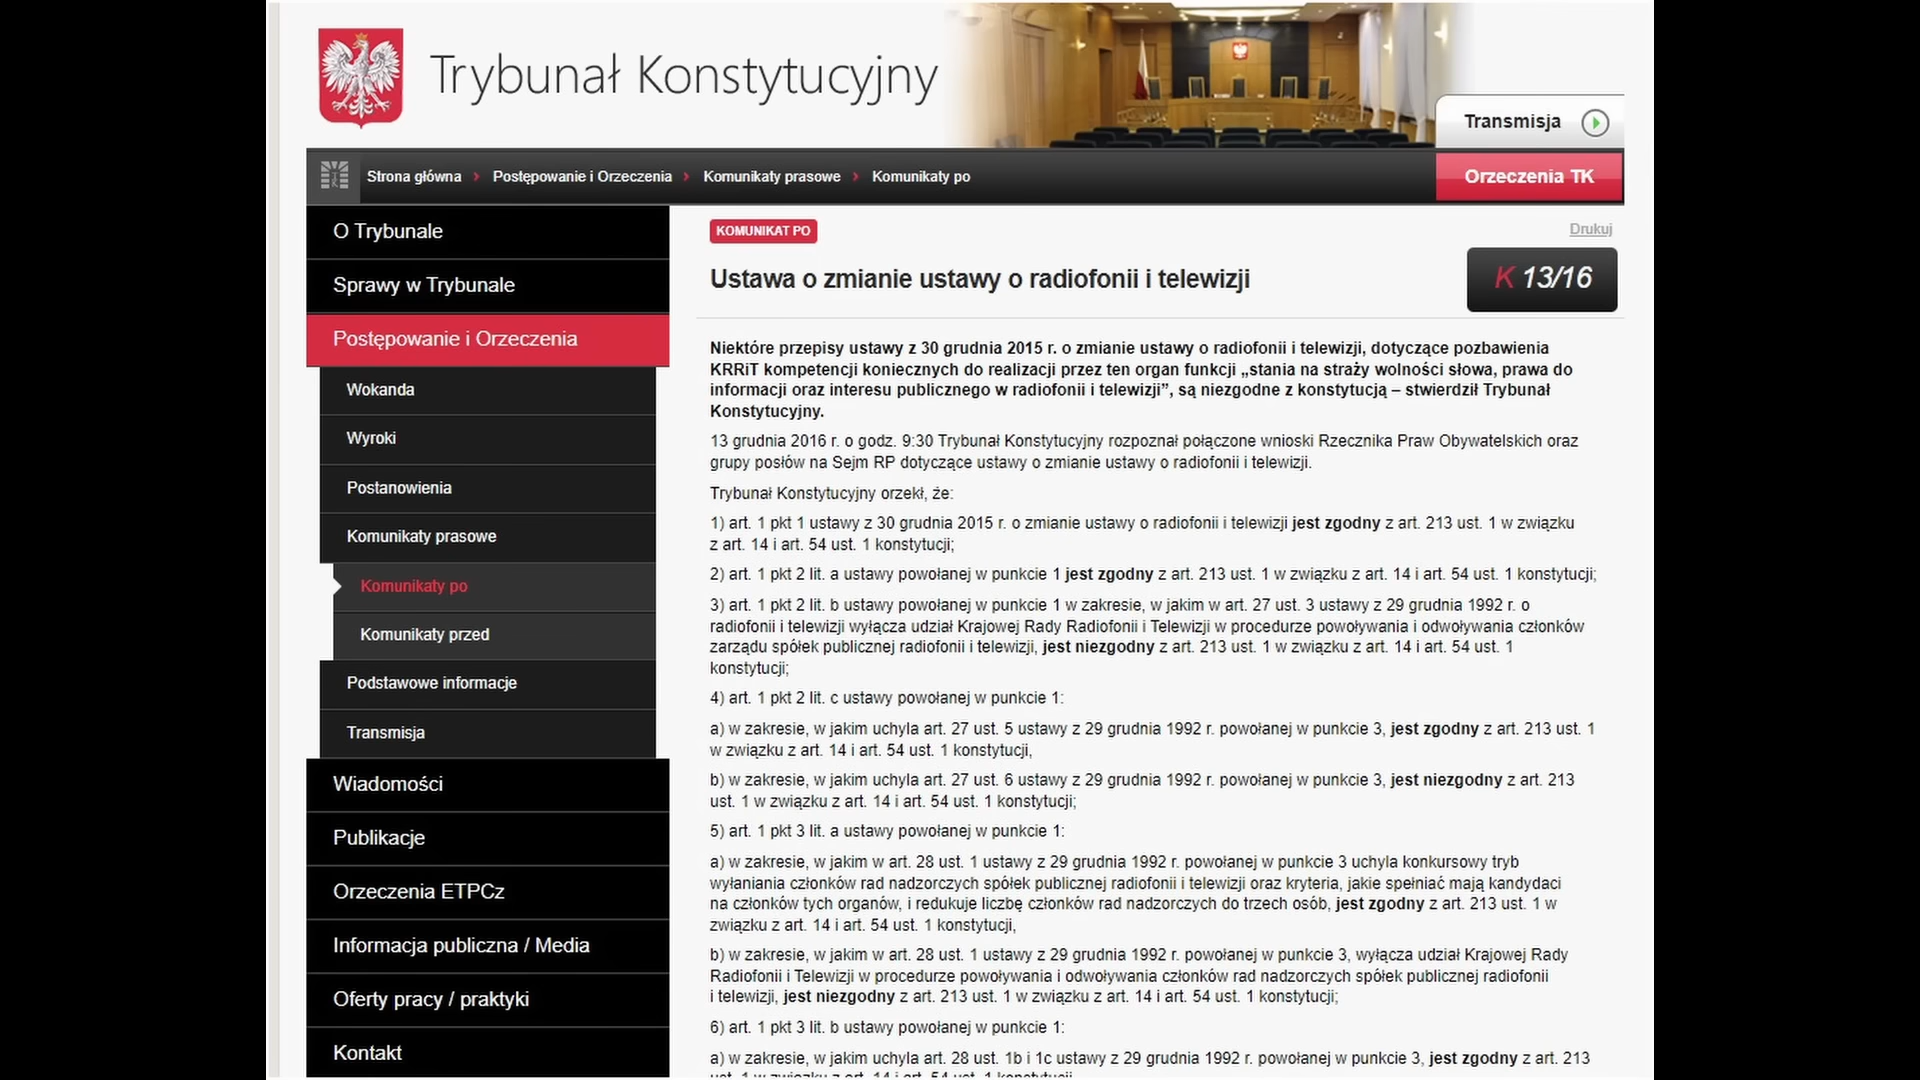 Trybunał Konstytucyjny
Transmisja
Strona główna > Postępowanie i Orzeczenia > Komunikaty prasowe > Komunikaty po
Orzeczenia TK
O Trybunale
Sprawy w Trybunale
Postępowanie i Orzeczenia
Wokanda
Wyroki
Postanowienia
Komunikaty prasowe
Komunikaty po
Komunikaty przed
Podstawowe informacje
Transmisja
Wiadomości
Publikacje
Orzeczenia ETPCz
Informacja publiczna / Media
Oferty pracy / praktyki
Kontakt
KOMUNIKAT PO
Drukuj
Ustawa o zmianie ustawy o radiofonii i telewizji
K 13/16
Niektóre przepisy ustawy z 30 grudnia 2015 r. o zmianie ustawy o radiofonii i telewizji, dotyczące pozbawienia
KRRiT kompetencji koniecznych do realizacji przez ten organ funkcji „stania na straży wolności słowa, prawa do
informacji oraz interesu publicznego w radiofonii i telewizji”, są niezgodne z konstytucją – stwierdził Trybunał
Konstytucyjny.
13 grudnia 2016 r. o godz. 9:30 Trybunał Konstytucyjny rozpoznał połączone wnioski Rzecznika Praw Obywatelskich oraz
grupy posłów na Sejm RP dotyczące ustawy o zmianie ustawy o radiofonii i telewizji.
Trybunał Konstytucyjny orzekł, że:
1) art. 1 pkt 1 ustawy z 30 grudnia 2015 r. o zmianie ustawy o radiofonii i telewizji jest zgodny z art. 213 ust. 1 w związku
z art. 14 i art. 54 ust. 1 konstytucji;
2) art. 1 pkt 2 lit. a ustawy powołanej w punkcie 1 jest zgodny z art. 213 ust. 1 w związku z art. 14 i art. 54 ust. 1 konstytucji;
3) art. 1 pkt 2 lit. b ustawy powołanej w punkcie 1 w zakresie, w jakim w art. 27 ust. 3 ustawy z 29 grudnia 1992 r. o
radiofonii i telewizji wyłącza udział Krajowej Rady Radiofonii i Telewizji w procedurze powoływania i odwoływania członków
zarządu spółek publicznej radiofonii i telewizji, jest niezgodny z art. 213 ust. 1 w związku z art. 14 i art. 54 ust. 1
konstytucji;
4) art. 1 pkt 2 lit. c ustawy powołanej w punkcie 1:
a) w zakresie, w jakim uchyla art. 27 ust. 5 ustawy z 29 grudnia 1992 r. powołanej w punkcie 3, jest zgodny z art. 213 ust. 1
w związku z art. 14 i art. 54 ust. 1 konstytucji,
b) w zakresie, w jakim uchyla art. 27 ust. 6 ustawy z 29 grudnia 1992 r. powołanej w punkcie 3, jest niezgodny z art. 213
ust. 1 w związku z art. 14 i art. 54 ust. 1 konstytucji;
5) art. 1 pkt 3 lit. a ustawy powołanej w punkcie 1:
a) w zakresie, w jakim w art. 28 ust. 1 ustawy z 29 grudnia 1992 r. powołanej w punkcie 3 uchyla konkursowy tryb
wyłaniania członków rad nadzorczych spółek publicznej radiofonii i telewizji oraz kryteria, jakie spełniać mają kandydaci
na członków tych organów, i redukuje liczbę członków rad nadzorczych do trzech osób, jest zgodny z art. 213 ust. 1 w
związku z art. 14 i art. 54 ust. 1 konstytucji,
b) w zakresie, w jakim w art. 28 ust. 1 ustawy z 29 grudnia 1992 r. powołanej w punkcie 3, wyłącza udział Krajowej Rady
Radiofonii i Telewizji w procedurze powoływania i odwoływania członków rad nadzorczych spółek publicznej radiofonii
i telewizji, jest niezgodny z art. 213 ust. 1 w związku z art. 14 i art. 54 ust. 1 konstytucji;
6) art. 1 pkt 3 lit. b ustawy powołanej w punkcie 1:
a) w zakresie, w jakim uchyla art. 28 ust. 1b i 1c ustawy z 29 grudnia 1992 r. powołanej w punkcie 3, jest zgodny z art. 213
ust. 1 w związku z art. 14 i art. 54 ust. 1 konstytucji